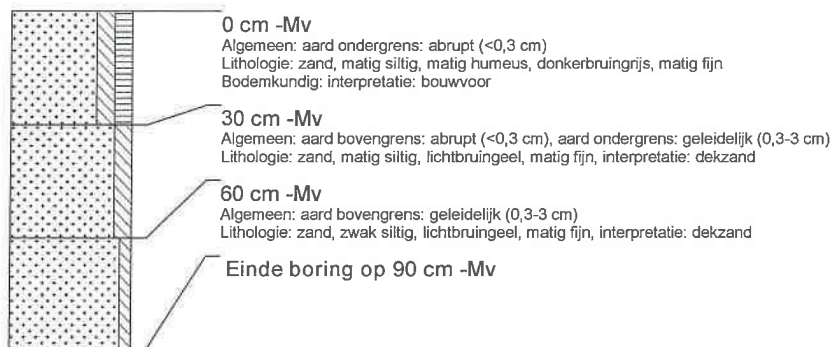 0 cm -Mv
Algemeen: aard ondergrens: abrupt (<0,3 cm)
Lithologie: zand, matig siltig, matig humeus, donkerbruingrijs, matig fijn
Bodemkundig: interpretatie: bouwvoor
30 cm -Mv
Algemeen: aard bovengrens: abrupt (<0,3 cm), aard ondergrens: geleidelijk (0,3-3 cm)
Lithologie: zand, matig siltig, lichtbruingeel, matig fijn, interpretatie: dekzand
60 cm -Mv
Algemeen: aard bovengrens: geleidelijk (0,3-3 cm)
Lithologie: zand, zwak siltig, lichtbruingeel, matig fijn, interpretatie: dekzand
Einde boring op 90 cm -Mv